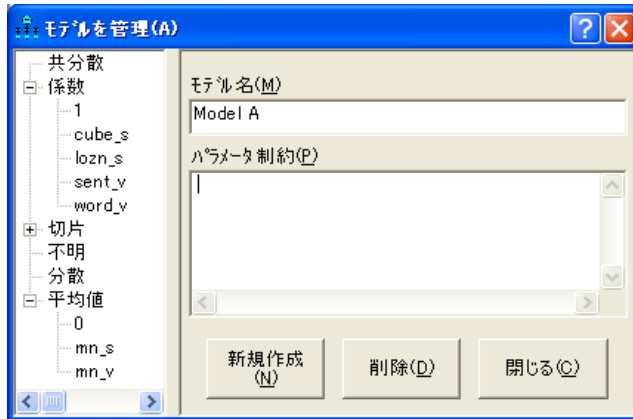 モデルを管理(A)
共分散
係数
1
cube_s
lozn_s
sent_v
word_v
切片
不明
分散
平均値
0
mn_s
mn_v
モデル名(M)
Model A
パラメータ制約(P)
新規作成
(N)
削除(D)
閉じる(C)